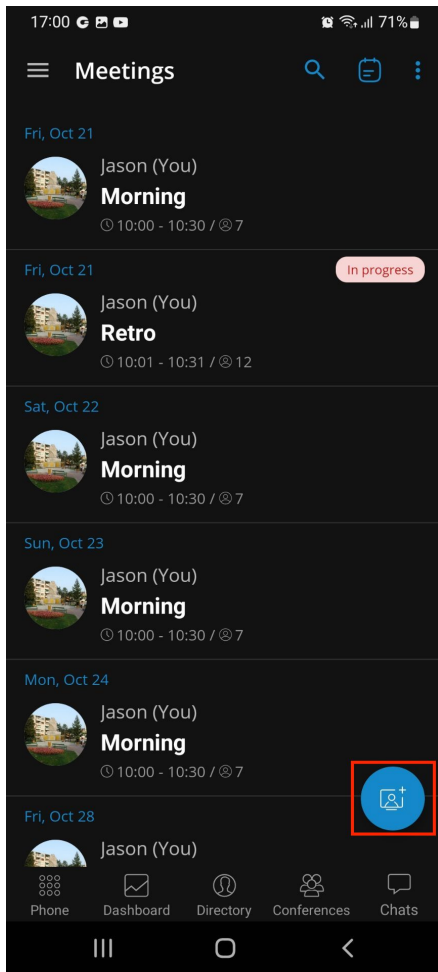 17:00 G 71%
Meetings
Fri, Oct 21
Jason (You)
Morning
10:00 - 10:30 / 7
Fri, Oct 21
In progress
Jason (You)
Retro
10:01 - 10:31 / 12
Sat, Oct 22
Jason (You)
Morning
10:00 - 10:30 / 7
Sun, Oct 23
Jason (You)
Morning
10:00 - 10:30 / 7
Mon, Oct 24
Jason (You)
Morning
10:00 - 10:30 / 7
Fri, Oct 28
Jason (You)
Phone Dashboard Directory Conferences Chats